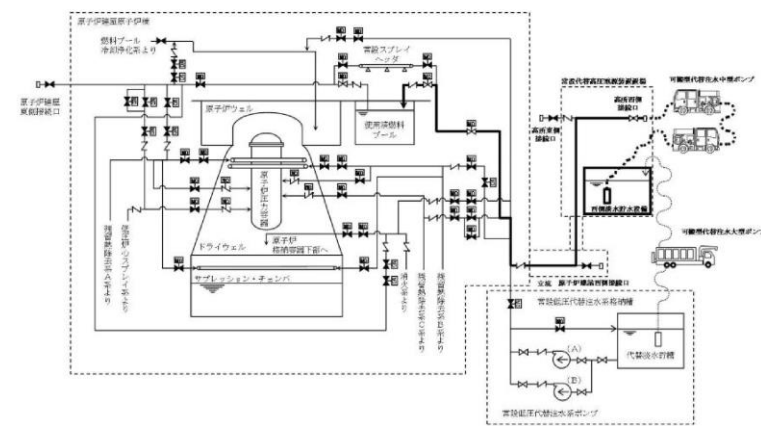 原子炉建屋原子炉棟
燃料プール
冷却浄化系より
常設スプレイ
ヘッダ
原子炉建屋
東側接続口
原子炉ウェル
使用済燃料
プール
常設代替高圧電源装置置場
高所西側
接続口
高所東側
接続口
可搬型代替注水中型ポンプ
西側淡水貯水設備
原子炉圧力容器
可搬型代替注水大型ポンプ
残留熱除去系A系より
低圧炉心スプレイ系より
ドライウェル
原子炉
格納容器下部へ
サプレッション・チェンバ
消火系より
残留熱除去系C系より
残留熱除去系B系より
原子炉建屋西側接続口
常設低圧代替注水系格納槽
代替淡水貯槽
(A)
(B)
常設低圧代替注水系ポンプ